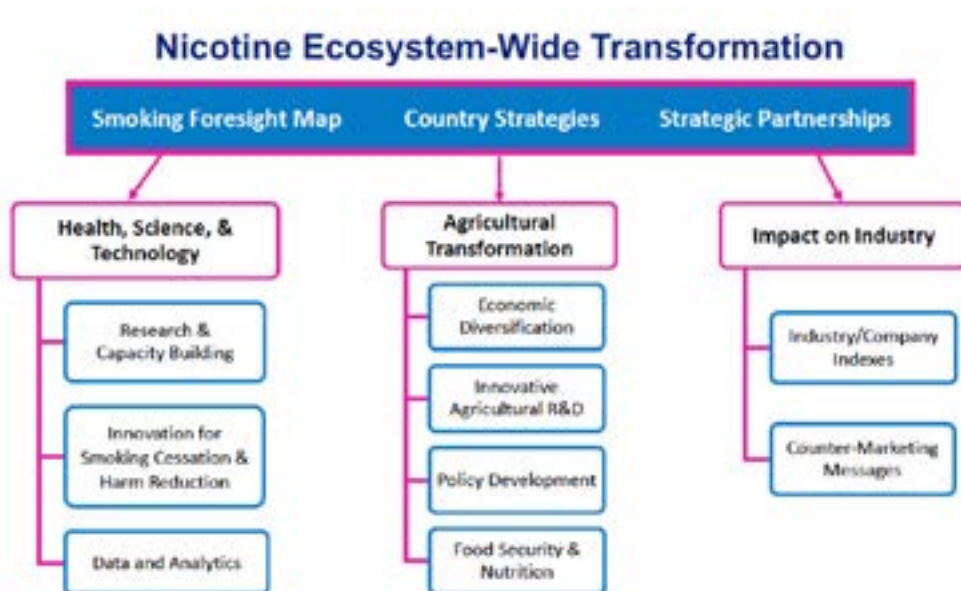 Nicotine Ecosystem-Wide Transformation
Smoking Foresight Map
Country Strategies
Strategic Partnerships
Health, Science, &
Technology
Research &
Capacity Building
Innovation for
Smoking Cessation &
Harm Reduction
Data and Analytics
Agricultural
Transformation
Economic
Diversification
Innovative
Agricultural R&D
Policy Development
Food Security &
Nutrition
Impact on Industry
Industry/Company
Indexes
Counter-Marketing
Messages